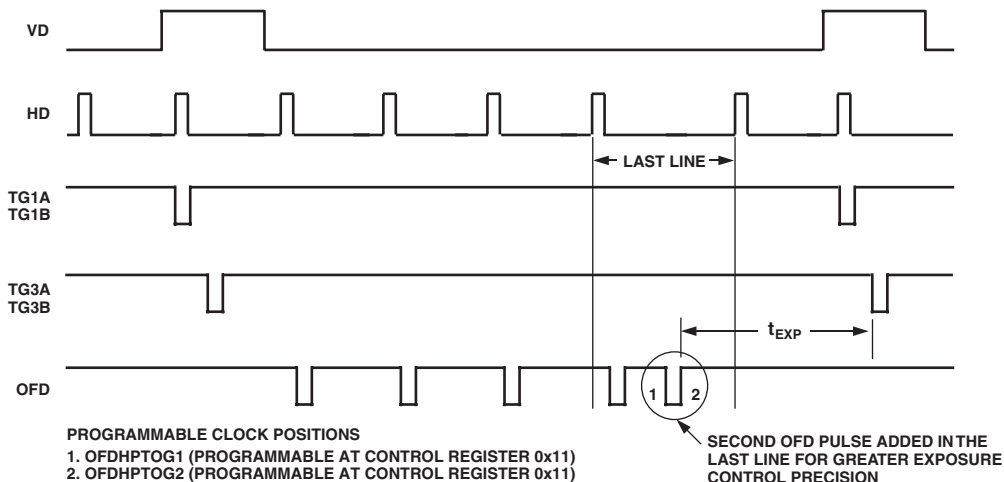 VD
HD
LAST LINE
TG1A
TG1B
TG3A
TG3B
tEXP
OFD
1 2
PROGRAMMABLE CLOCK POSITIONS
1. OFDHPTOG1 (PROGRAMMABLE AT CONTROL REGISTER 0x11)
2. OFDHPTOG2 (PROGRAMMABLE AT CONTROL REGISTER 0x11)
SECOND OFD PULSE ADDED IN THE
LAST LINE FOR GREATER EXPOSURE
CONTROL PRECISION